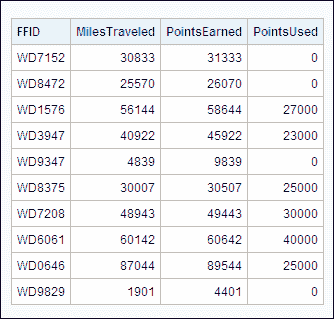 FFID MilesTraveled PointsEarned PointsUsed
WD7152 30833 31333 0
WD8472 25570 26070 0
WD1576 56144 58644 27000
WD3947 40922 45922 23000
WD9347 4839 9839 0
WD8375 30007 30507 25000
WD7208 48943 49443 30000
WD6061 60142 60642 40000
WD0646 87044 89544 25000
WD9829 1901 4401 0